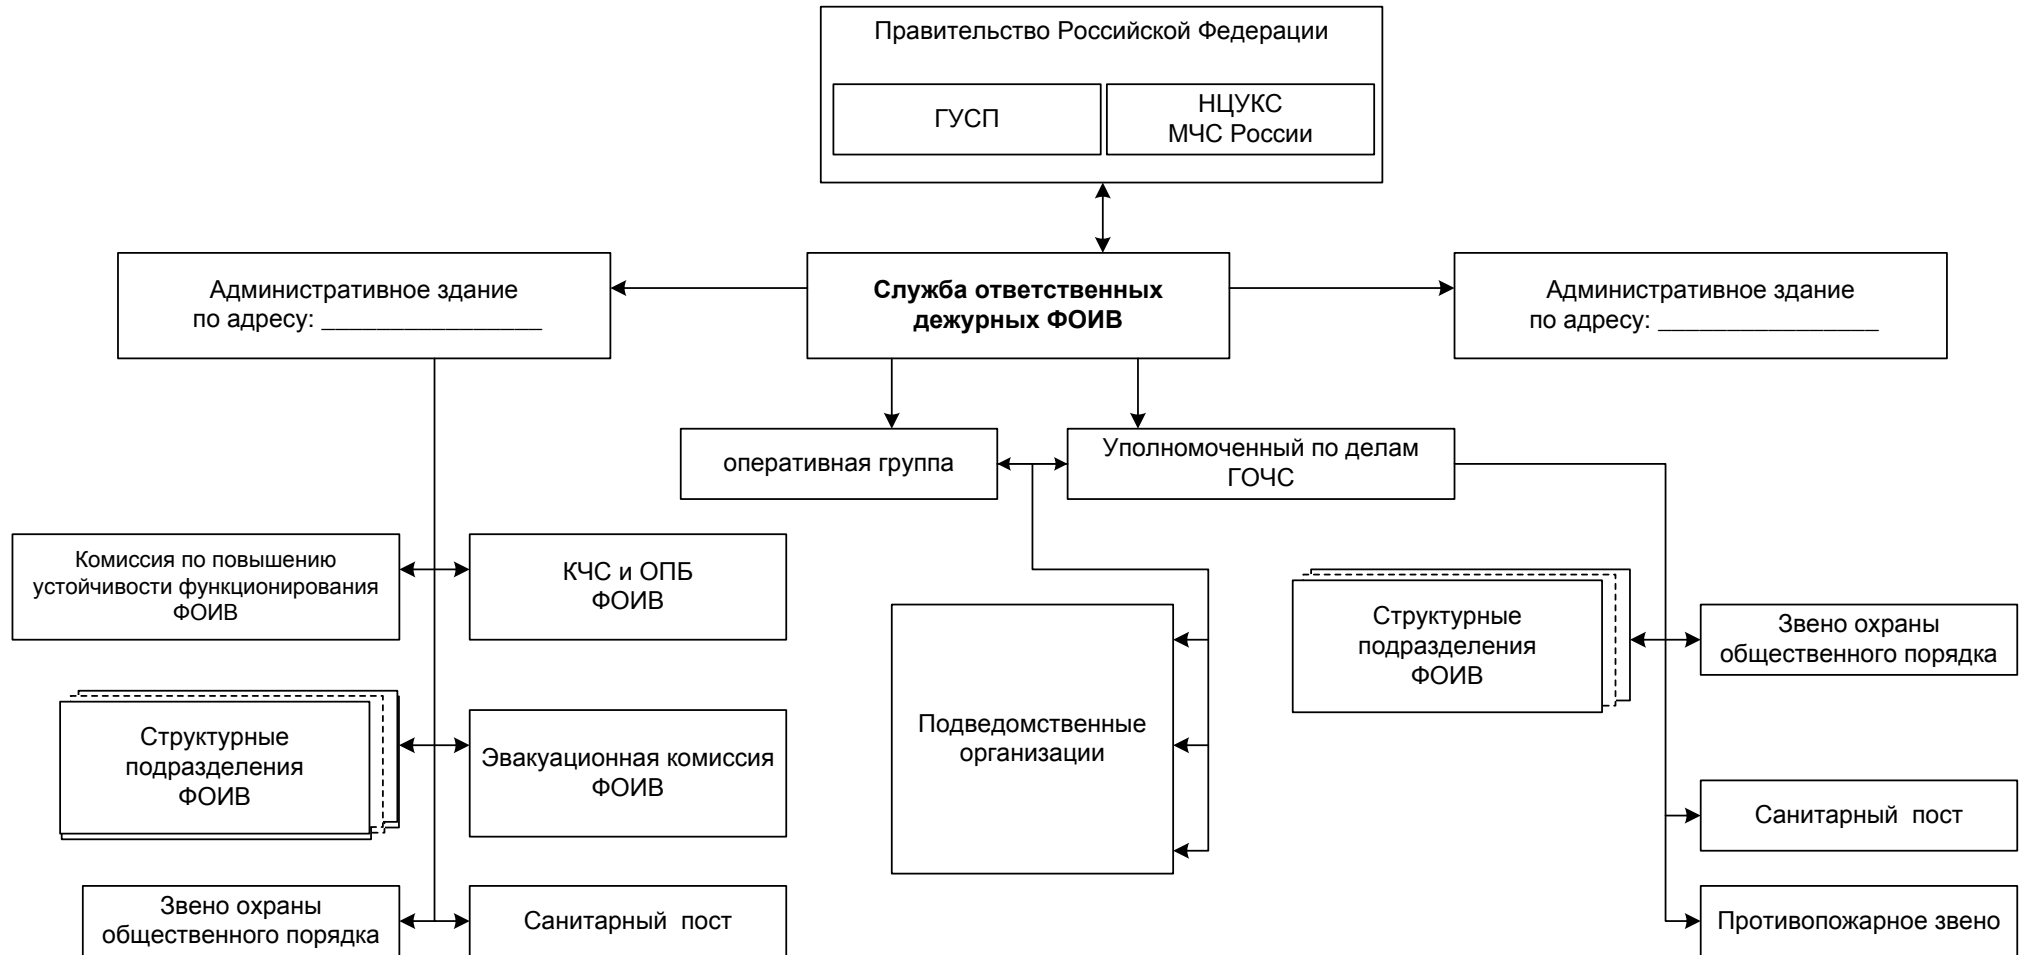 Правительство Российской Федерации
ГУСП
НЦУКС
МЧС России
Административное здание
по адресу: ________________
Служба ответственных
дежурных ФОИВ
Административное здание
по адресу: ________________
оперативная группа
Уполномоченный по делам
ГОЧС
Комиссия по повышению
устойчивости функционирования
ФОИВ
КЧС и ОПБ
ФОИВ
Структурные
подразделения
ФОИВ
Звено охраны
общественного порядка
Структурные
подразделения
ФОИВ
Эвакуационная комиссия
ФОИВ
Подведомственные
организации
Санитарный пост
Звено охраны
общественного порядка
Санитарный пост
Противопожарное звено